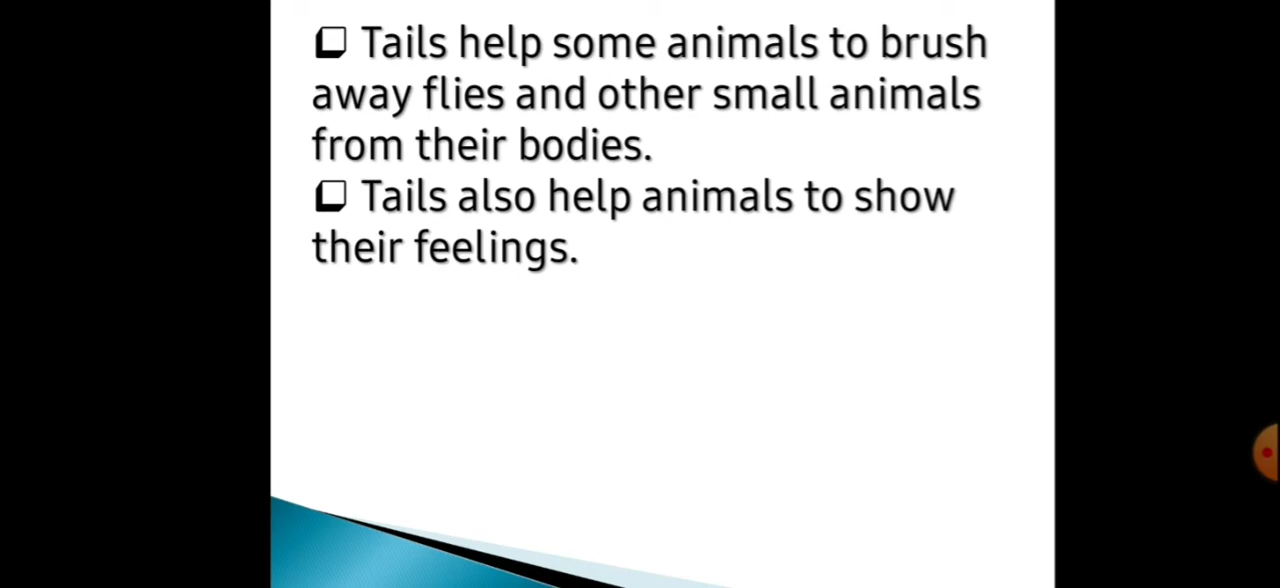 ❑ Tails help some animals to brush
away flies and other small animals
from their bodies.
❑ Tails also help animals to show
their feelings.